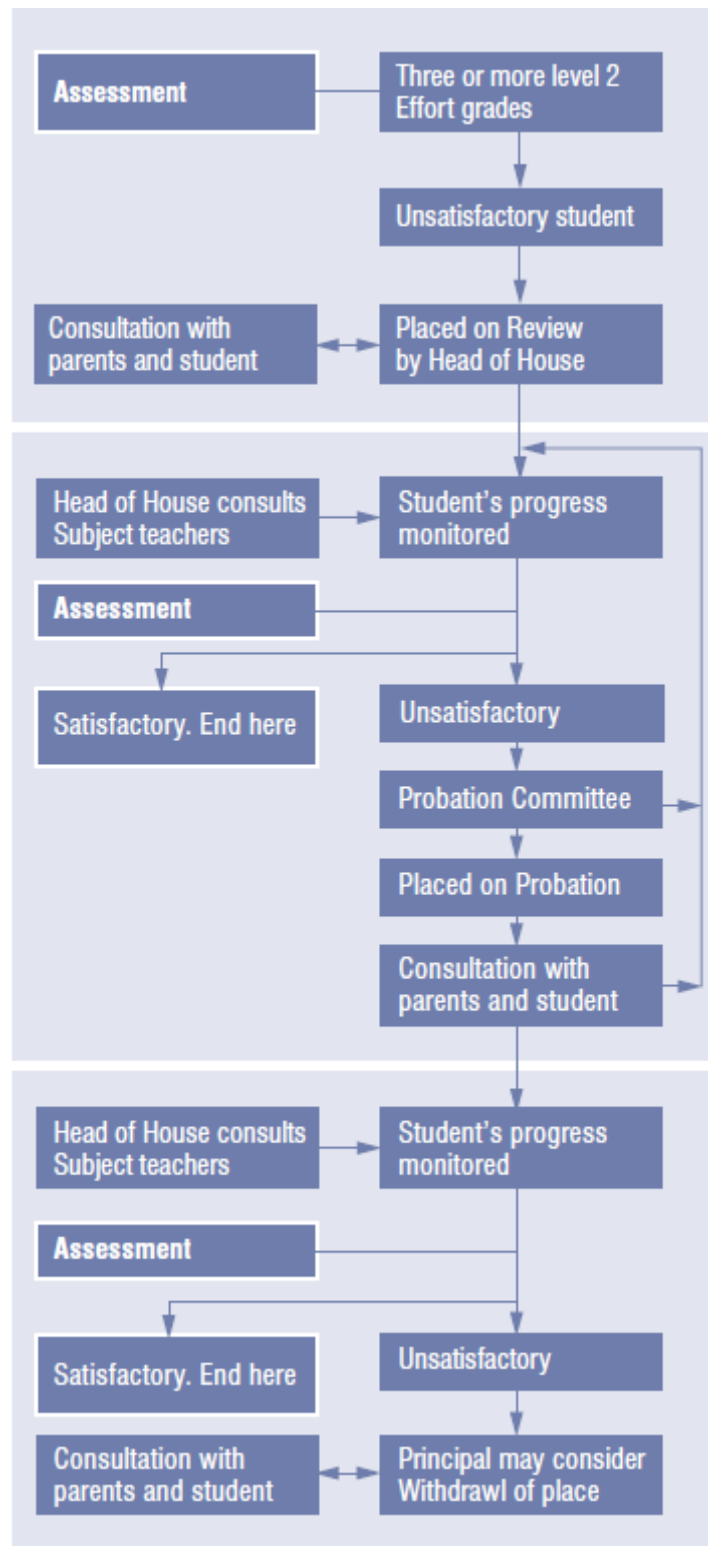 Assessment
Three or more level 2
Effort grades
Unsatisfactory student
Consultation with
parents and student
Placed on Review
by Head of House
Head of House consults
Subject teachers
Student's progress
monitored
Assessment
Satisfactory. End here
Unsatisfactory
Probation Committee
Placed on Probation
Consultation with
parents and student
Head of House consults
Subject teachers
Student's progress
monitored
Assessment
Satisfactory. End here
Unsatisfactory
Consultation with
parents and student
Principal may consider
Withdrawl of place